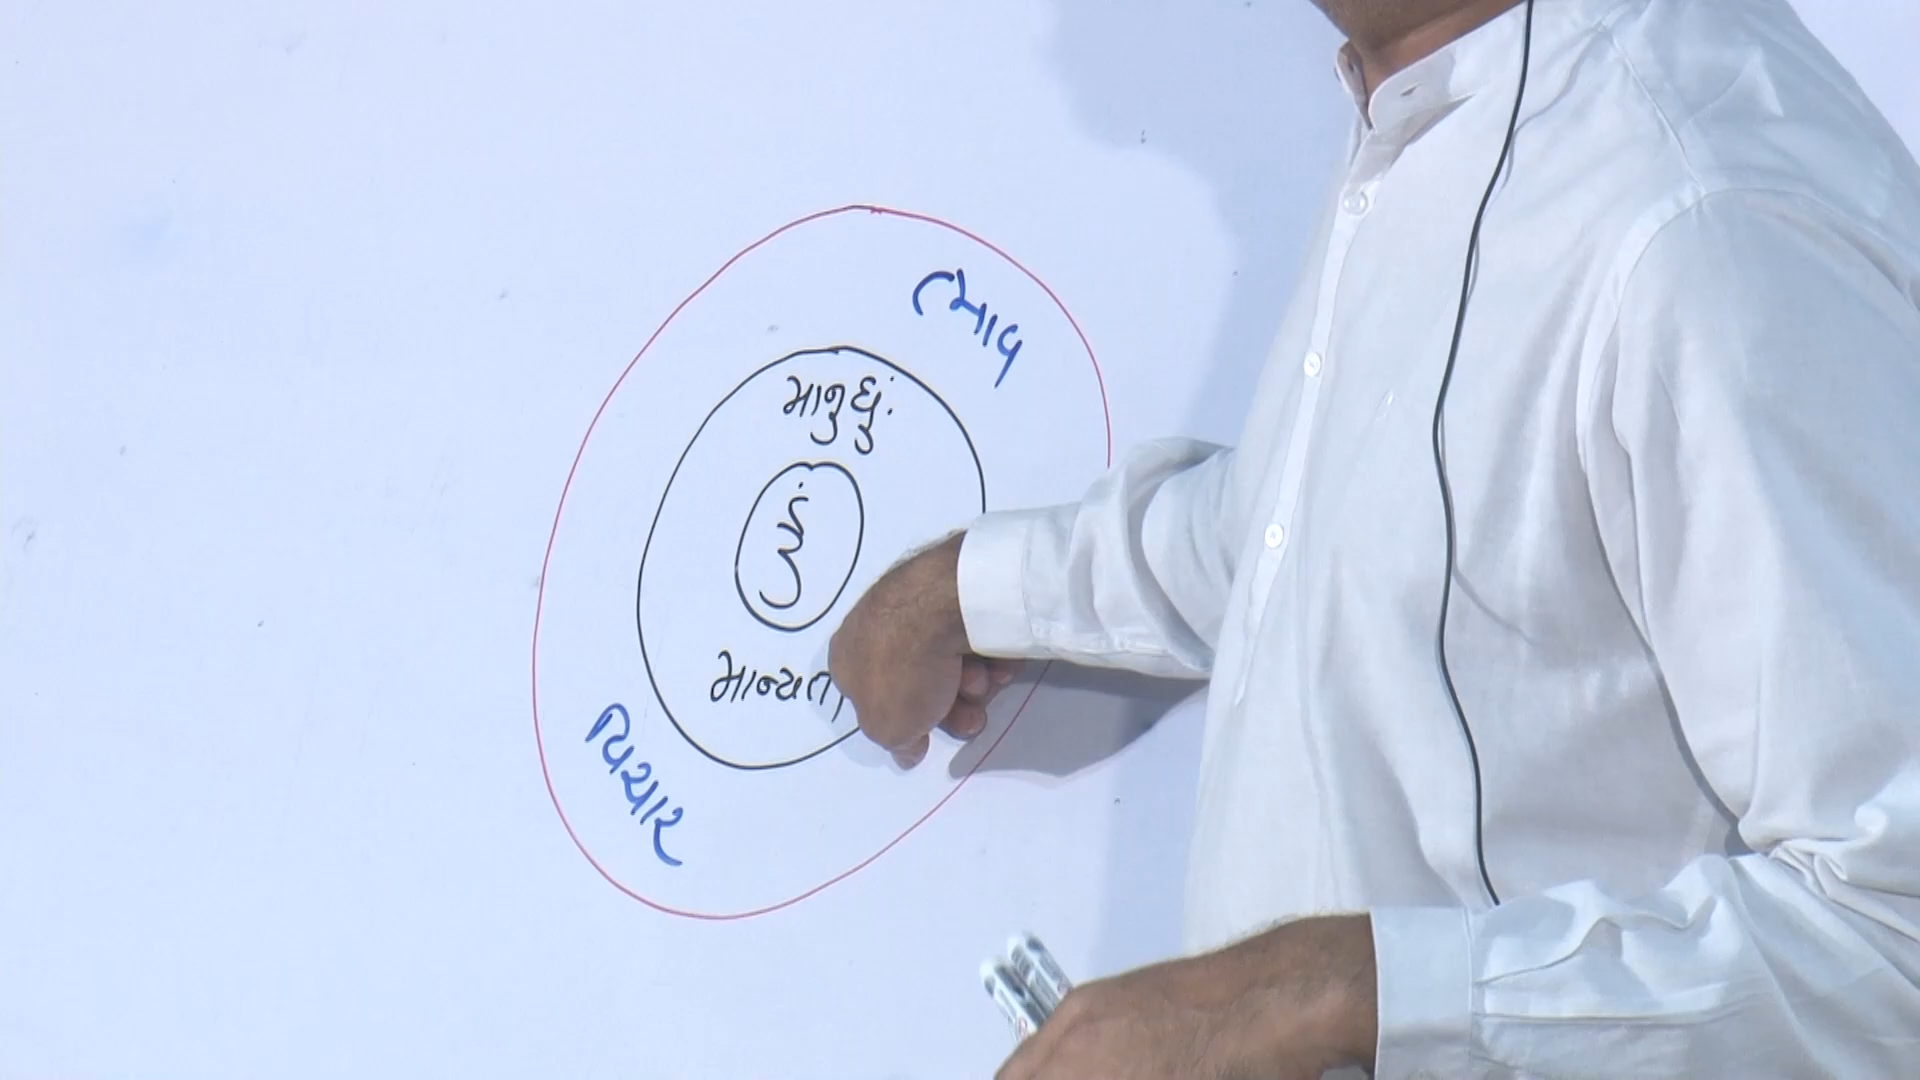 ભાવ
માનુ છું.
હું
માન્યતા
વિચાર